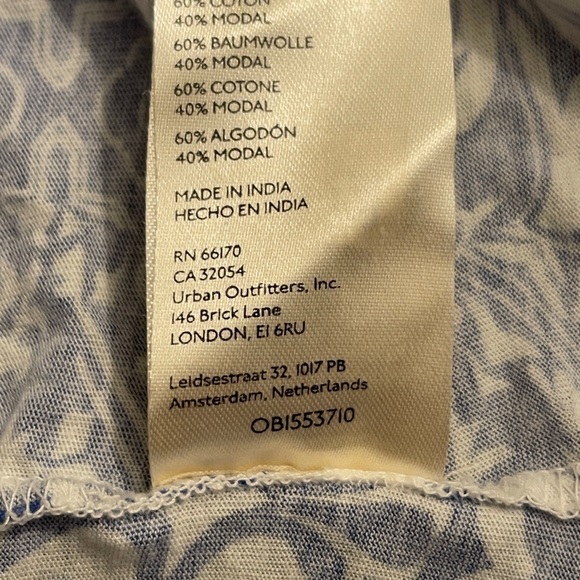 60% COTON
40% MODAL
60% BAUMWOLLE
40% MODAL
60% COTONE
40% MODAL
60% ALGODÓN
40% MODAL
MADE IN INDIA
HECHO EN INDIA
RN 66170
CA 32054
Urban Outfitters, Inc.
146 Brick Lane
LONDON, E1 6RU
Leidsestraat 32, 1017 PB
Amsterdam, Netherlands
OB1553710